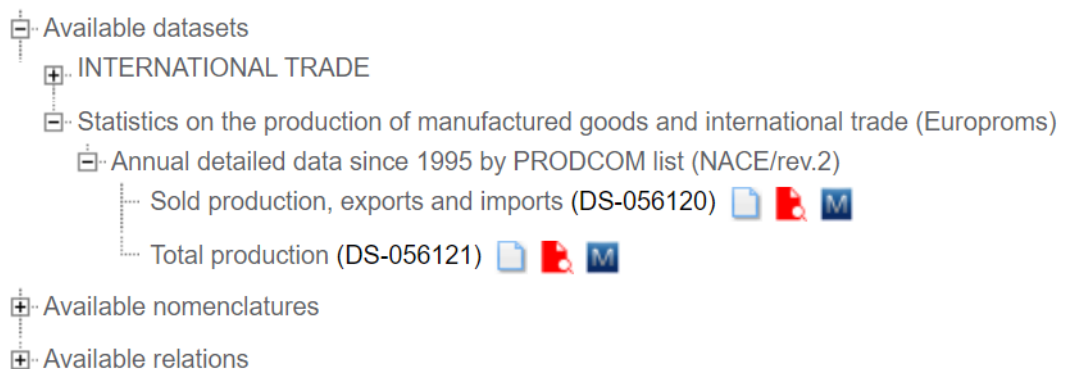 Available datasets
INTERNATIONAL TRADE
Statistics on the production of manufactured goods and international trade (Europroms)
Annual detailed data since 1995 by PRODCOM list (NACE/rev.2)
Sold production, exports and imports (DS-056120) M
Total production (DS-056121) M
Available nomenclatures
Available relations